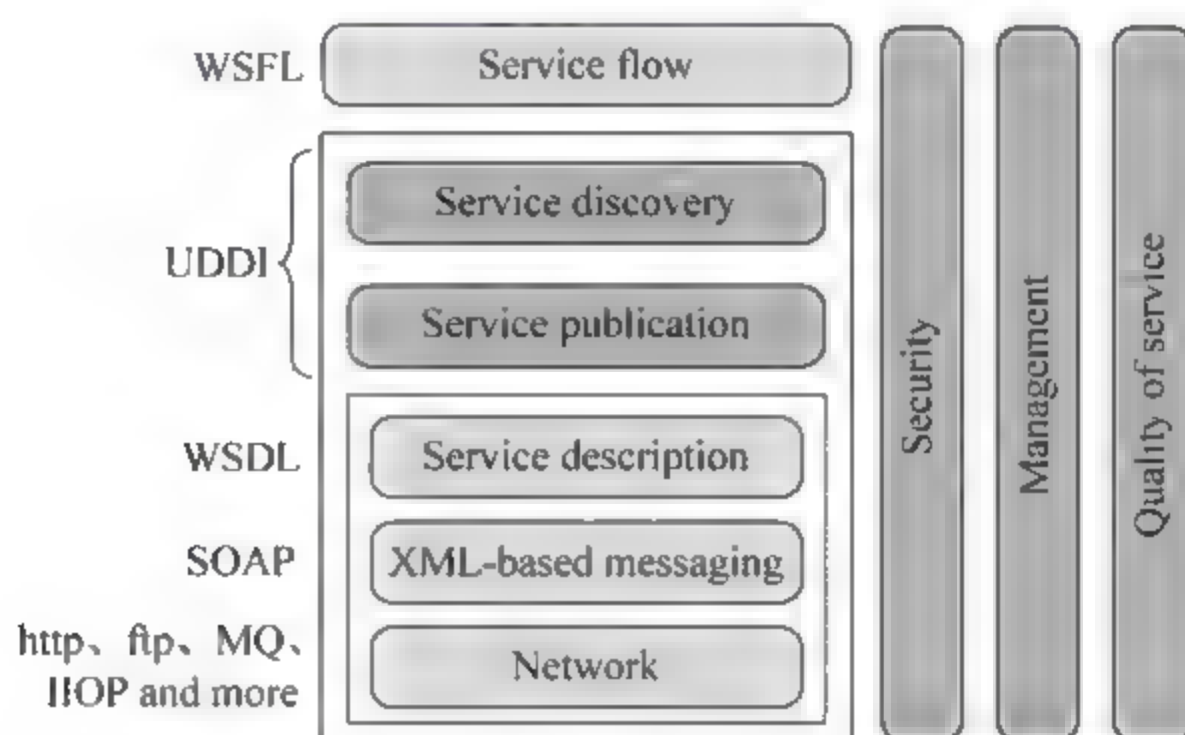 WSFL
Service flow
UDDI
Service discovery
Service publication
WSDL
Service description
SOAP
XML-based messaging
http、ftp、MQ、
IIOP and more
Network
Security
Management
Quality of service